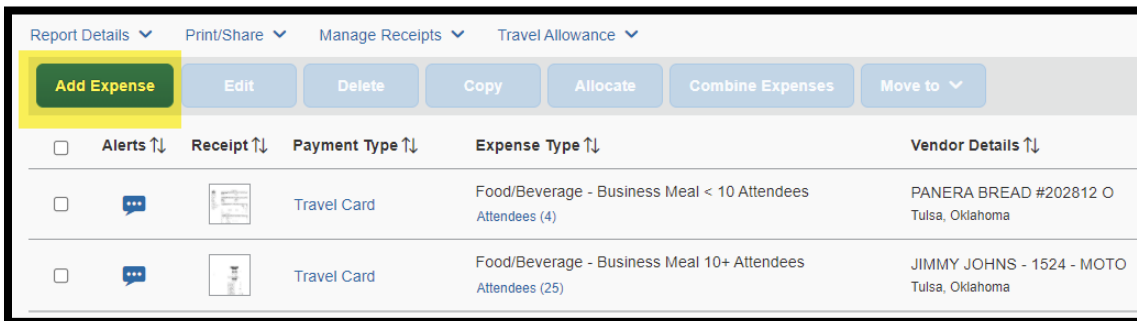 Report Details Print/Share Manage Receipts Travel Allowance
Add Expense Edit Delete Copy Allocate Combine Expenses Move to
Alerts Receipt Payment Type Expense Type Vendor Details
Travel Card Food/Beverage - Business Meal < 10 Attendees PANERA BREAD #202812 O
Attendees (4) Tulsa, Oklahoma
Travel Card Food/Beverage - Business Meal 10+ Attendees JIMMY JOHNS - 1524 - MOTO
Attendees (25) Tulsa, Oklahoma